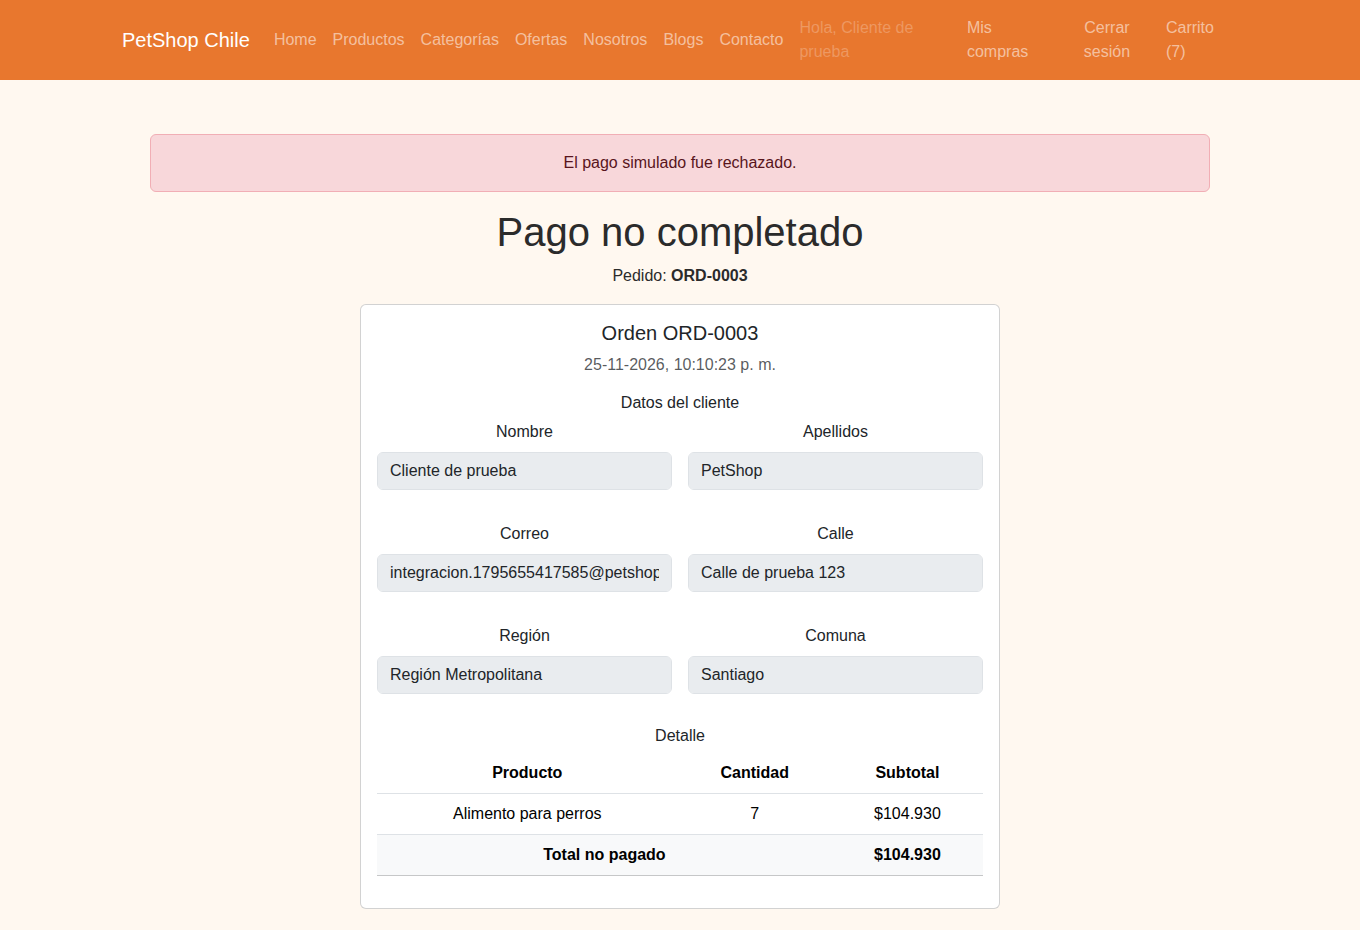 PetShop Chile Home Productos Categorías Ofertas Nosotros Blogs Contacto Hola, Cliente de prueba Mis compras Cerrar sesión Carrito (7)
El pago simulado fue rechazado.
Pago no completado
Pedido: ORD-0003
Orden ORD-0003
25-11-2026, 10:10:23 p. m.
Datos del cliente
Nombre Apellidos
Cliente de prueba PetShop
Correo Calle
integracion.1795655417585@petshop Calle de prueba 123
Región Comuna
Región Metropolitana Santiago
Detalle
Producto Cantidad Subtotal
Alimento para perros 7 $104.930
Total no pagado $104.930